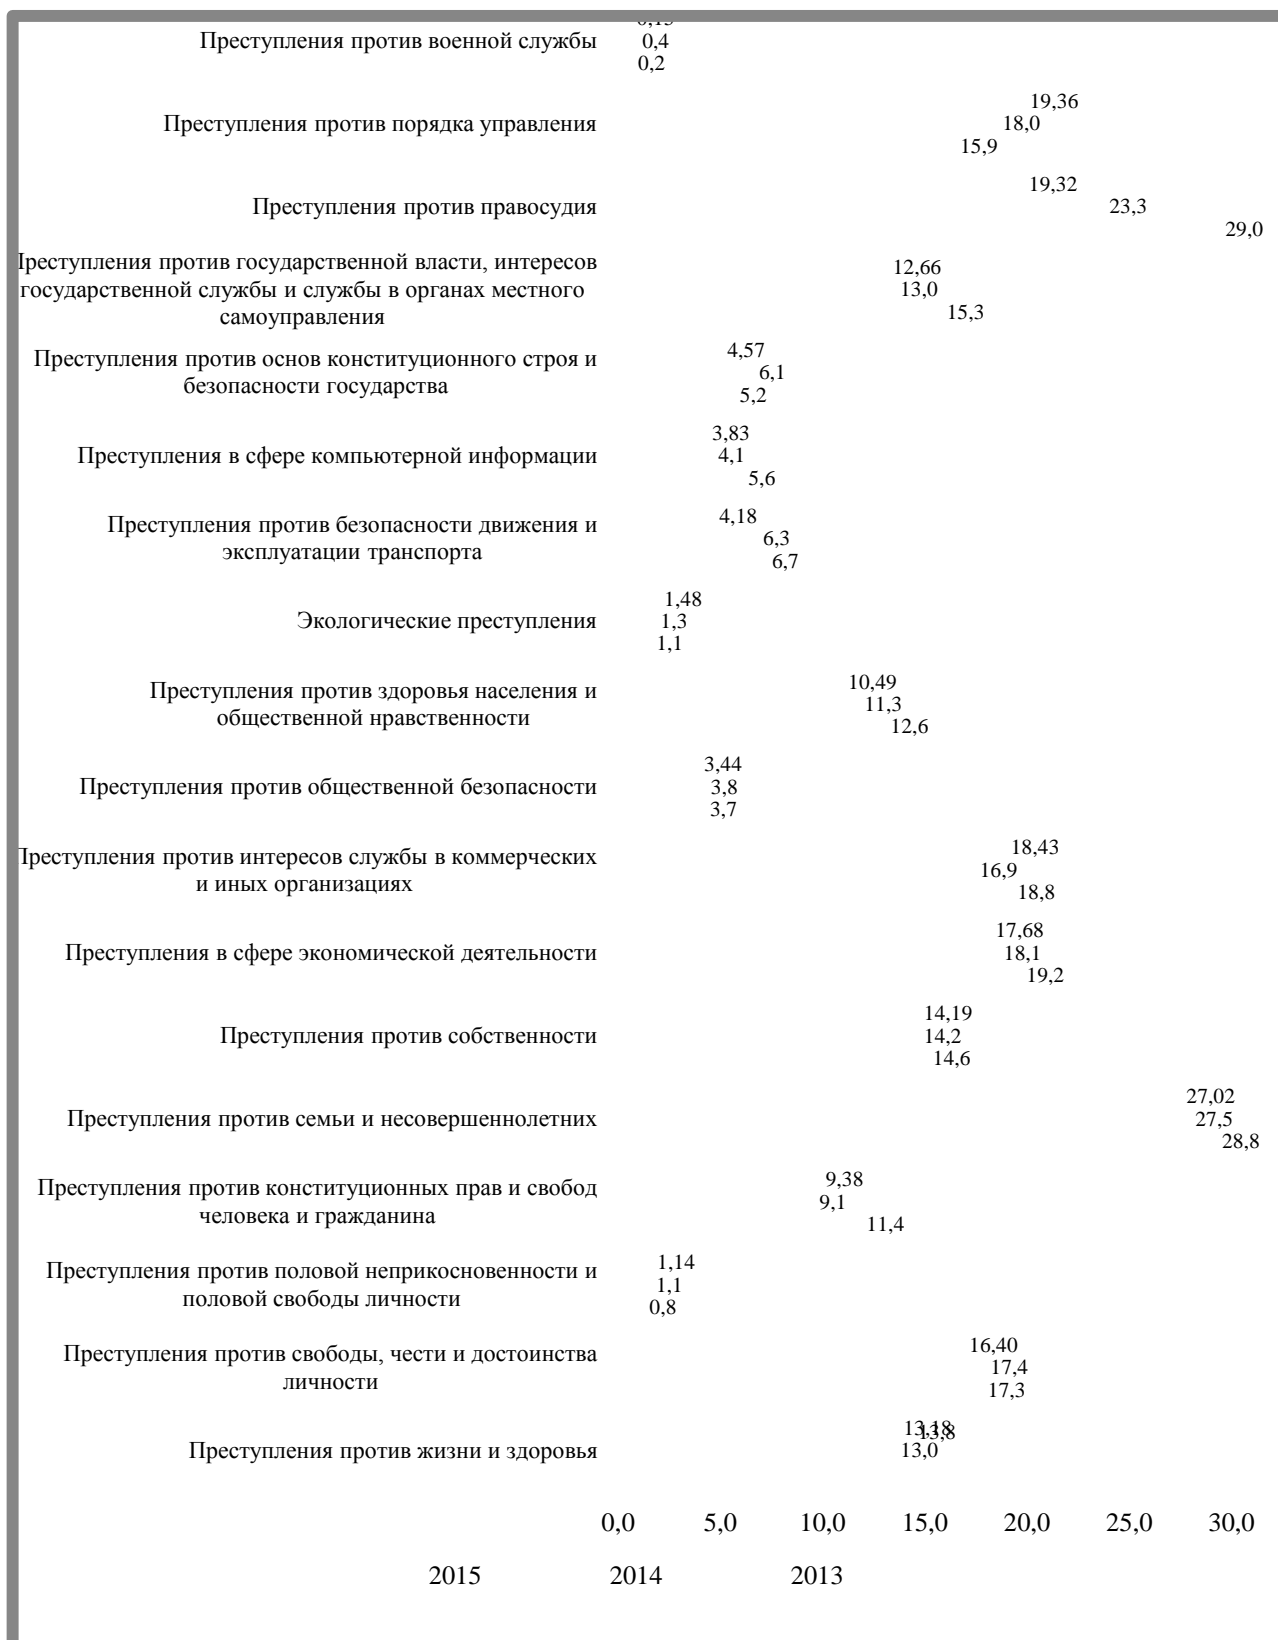 Преступления против военной службы
0,4
0,2
19,36
Преступления против порядка управления
18,0
15,9
19,32
Преступления против правосудия
23,3
29,0
Преступления против государственной власти, интересов
государственной службы и службы в органах местного
самоуправления
12,66
13,0
15,3
Преступления против основ конституционного строя и
безопасности государства
4,57
6,1
5,2
3,83
Преступления в сфере компьютерной информации
4,1
5,6
Преступления против безопасности движения и
эксплуатации транспорта
4,18
6,3
6,7
1,48
Экологические преступления
1,3
1,1
Преступления против здоровья населения и
общественной нравственности
10,49
11,3
12,6
3,44
Преступления против общественной безопасности
3,8
3,7
Преступления против интересов службы в коммерческих
и иных организациях
18,43
16,9
18,8
17,68
Преступления в сфере экономической деятельности
18,1
19,2
14,19
Преступления против собственности
14,2
14,6
27,02
Преступления против семьи и несовершеннолетних
27,5
28,8
Преступления против конституционных прав и свобод
человека и гражданина
9,38
9,1
11,4
Преступления против половой неприкосновенности и
половой свободы личности
1,14
1,1
0,8
Преступления против свободы, чести и достоинства
личности
16,40
17,4
17,3
13,18
13,8
Преступления против жизни и здоровья
13,0
0,0 5,0 10,0 15,0 20,0 25,0 30,0
2015 2014 2013